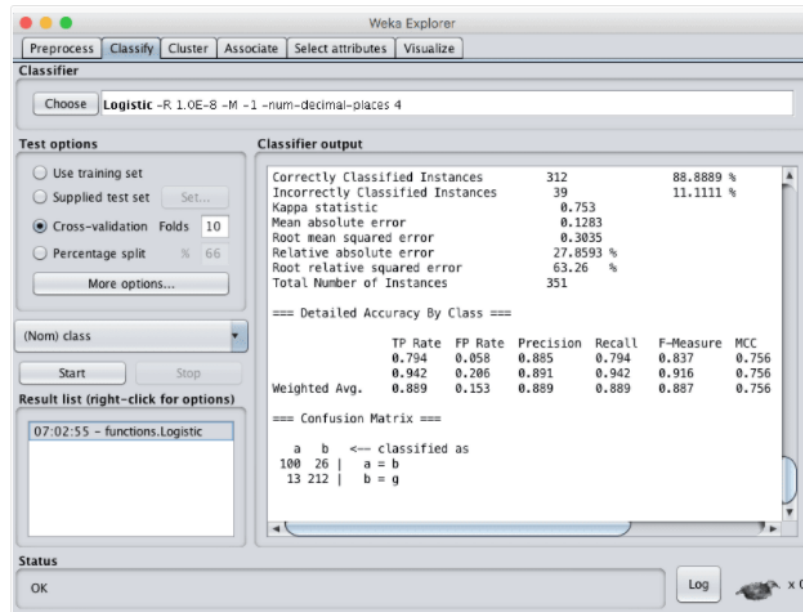 Weka Explorer
Preprocess Classify Cluster Associate Select attributes Visualize
Classifier
Choose Logistic -R 1.0E-8 -M -1 -num-decimal-places 4
Test options
Use training set
Supplied test set Set...
Cross-validation Folds 10
Percentage split % 66
More options...
(Nom) class
Start Stop
Result list (right-click for options)
07:02:55 - functions.Logistic
Classifier output
Correctly Classified Instances 312 88.8889 %
Incorrectly Classified Instances 39 11.1111 %
Kappa statistic 0.753
Mean absolute error 0.1283
Root mean squared error 0.3035
Relative absolute error 27.8593 %
Root relative squared error 63.26 %
Total Number of Instances 351
=== Detailed Accuracy By Class ===
TP Rate FP Rate Precision Recall F-Measure MCC
0.794 0.058 0.885 0.794 0.837 0.756
0.942 0.206 0.891 0.942 0.916 0.756
Weighted Avg. 0.889 0.153 0.889 0.889 0.887 0.756
=== Confusion Matrix ===
a b <-- classified as
100 26 | a = b
13 212 | b = g
Status
OK
Log x 0